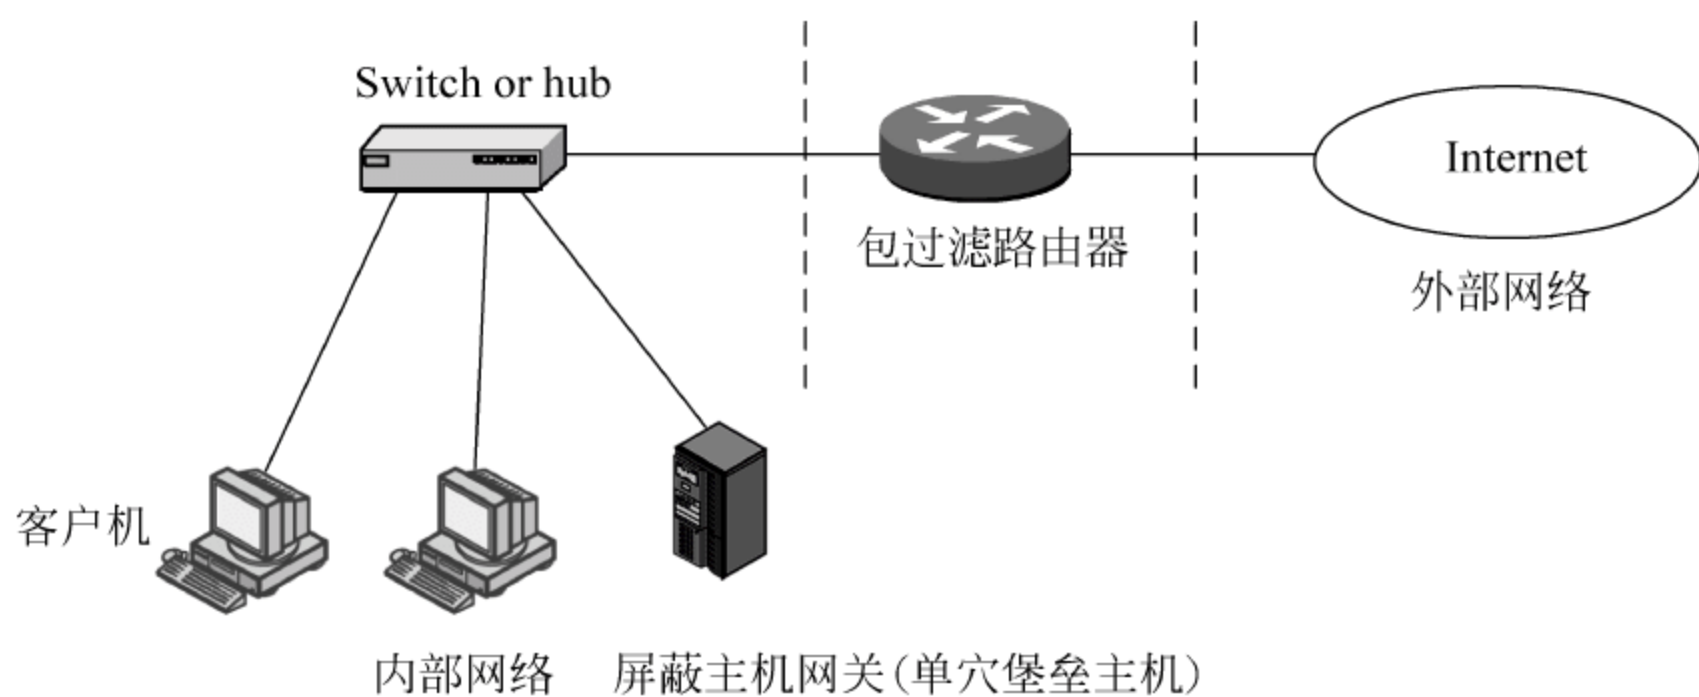 Switch or hub
Internet
包过滤路由器
外部网络
客户机
内部网络
屏蔽主机网关(单穴堡垒主机)